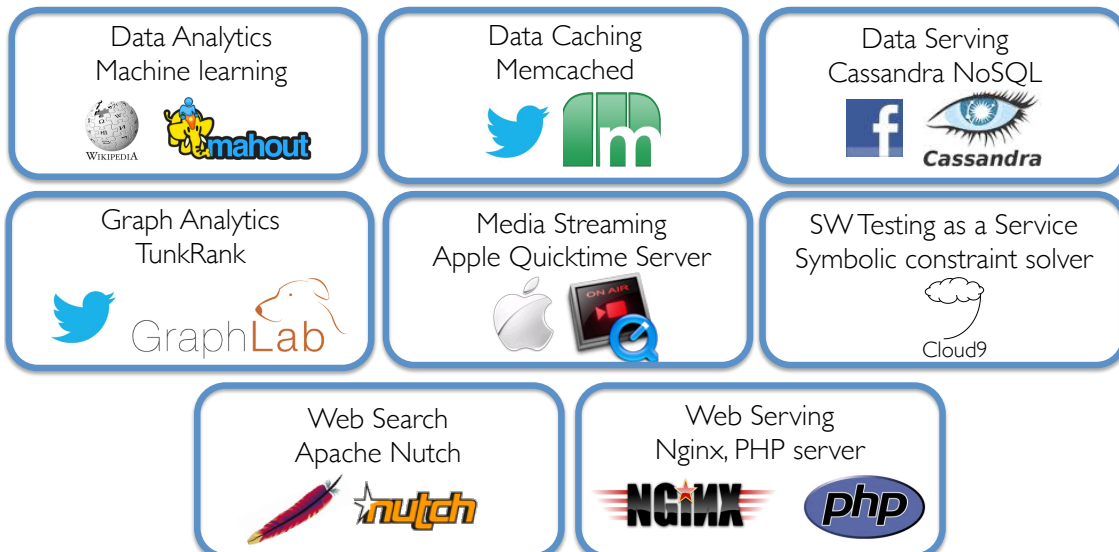 Data Analytics
Machine learning
WIKIPEDIA
mahout
Data Caching
Memcached
m
Data Serving
Cassandra NoSQL
f
Cassandra
Graph Analytics
TunkRank
GraphLab
Media Streaming
Apple Quicktime Server
ON AIR
SW Testing as a Service
Symbolic constraint solver
Cloud9
Web Search
Apache Nutch
nutch
Web Serving
Nginx, PHP server
NGiNX
php